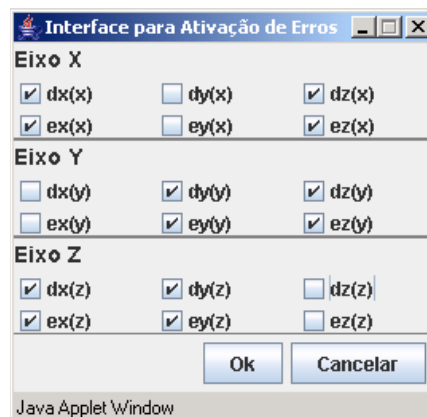 Interface para Ativação de Erros
Eixo X
dx(x) dy(x) dz(x)
ex(x) ey(x) ez(x)
Eixo Y
dx(y) dy(y) dz(y)
ex(y) ey(y) ez(y)
Eixo Z
dx(z) dy(z) dz(z)
ex(z) ey(z) ez(z)
Ok Cancelar
Java Applet Window